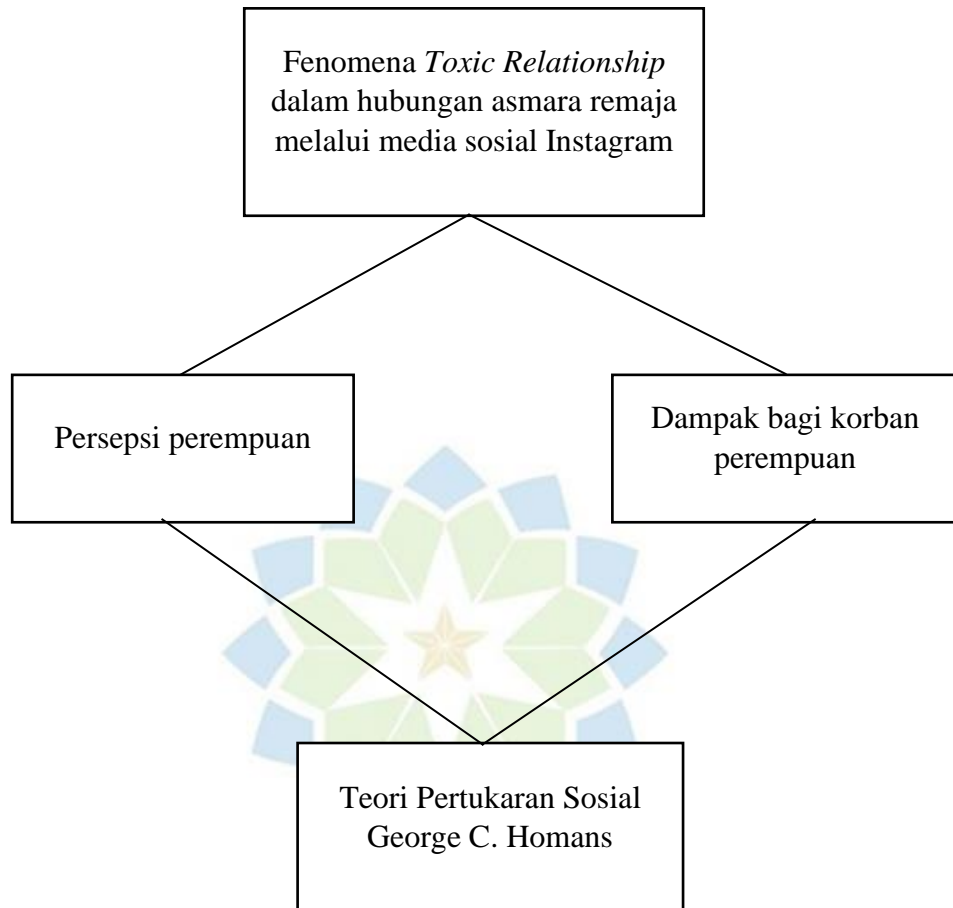 Fenomena Toxic Relationship
dalam hubungan asmara remaja
melalui media sosial Instagram
Persepsi perempuan
Dampak bagi korban
perempuan
Teori Pertukaran Sosial
George C. Homans